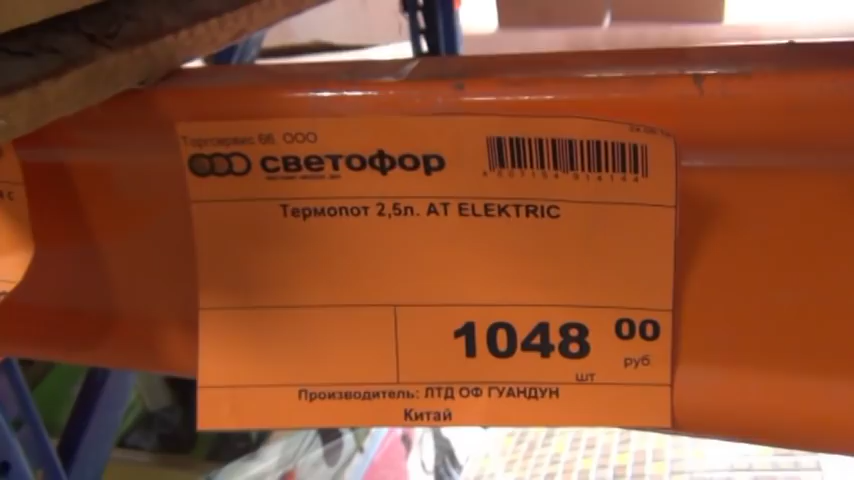 Торгсервис 66, ООО
светофор
Термопот 2,5л. AT ELEKTRIC
1048 00
руб
шт
Производитель: ЛТД ОФ ГУАНДУН
Китай